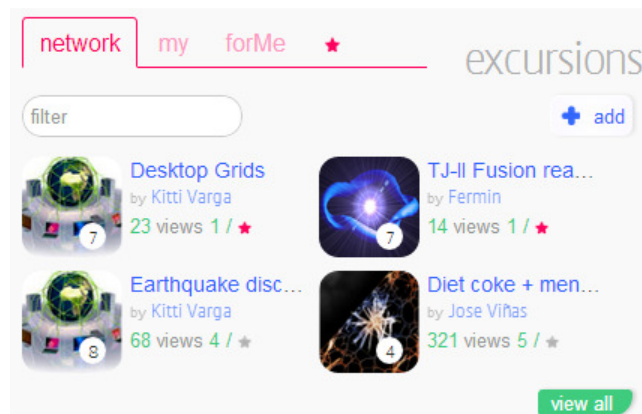 network my forMe
excursions
filter
add
Desktop Grids
by Kitti Varga
23 views 1 /
7
TJ-II Fusion rea...
by Fermin
14 views 1 /
7
Earthquake disc...
by Kitti Varga
68 views 4 /
8
Diet coke + men...
by Jose Viñas
321 views 5 /
4
view all